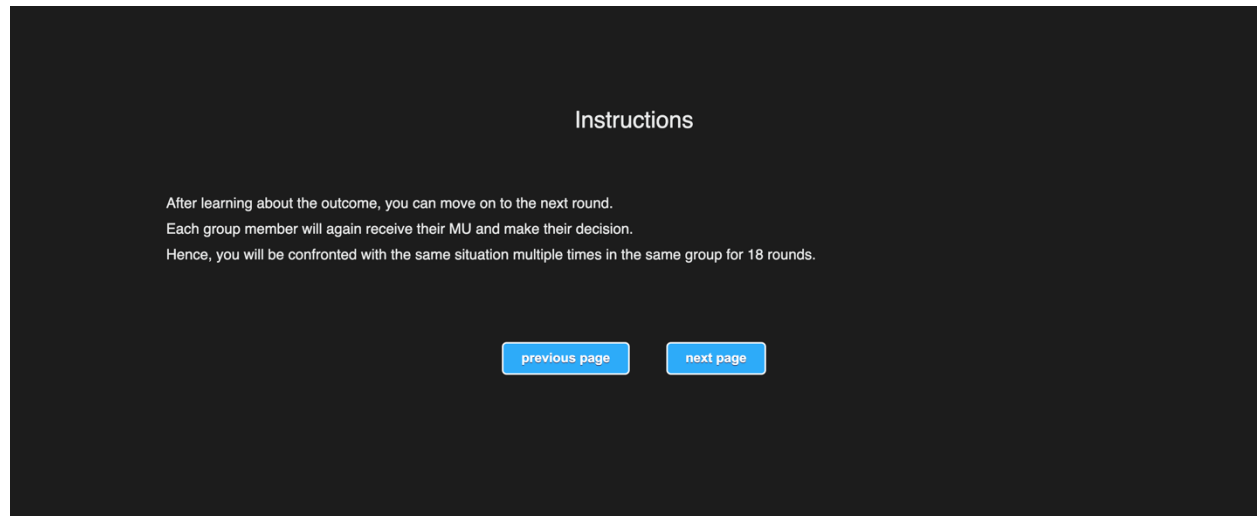 Instructions
After learning about the outcome, you can move on to the next round.
Each group member will again receive their MU and make their decision.
Hence, you will be confronted with the same situation multiple times in the same group for 18 rounds.
previous page next page